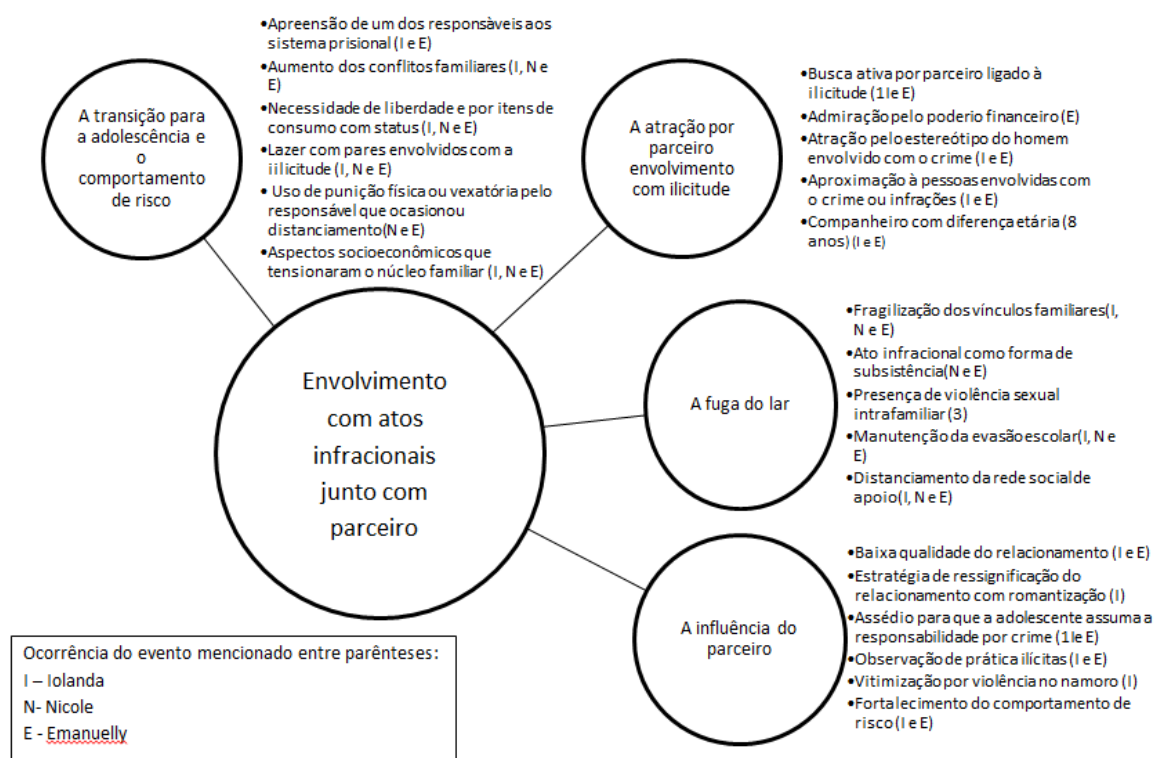 A transição para
a adolescência e
o
comportamento
de risco
•Apreensão de um dos responsàveis aos
sistema prisional (I e E)
•Aumento dos conflitos familiares (I, N e
E)
•Necessidade de liberdade e por itens de
consumo com status (I, N e E)
•Lazer com pares envolvidos com a
iilicitude (I, N e E)
• Uso de punição física ou vexatória pelo
responsável que ocasionou
distanciamento(N e E)
•Aspectos socioeconômicos que
tensionaram o núcleo familiar (I, N e E)
A atração por
parceiro
envolvimento
com ilicitude
•Busca ativa por parceiro ligado à
ilicitude (1Ie E)
•Admiração pelo poderio financeiro (E)
•Atração pelo estereótipo do homem
envolvido com o crime (I e E)
•Aproximação à pessoas envolvidas com
o crime ou infrações (I e E)
•Companheiro com diferença etária (8
anos) (I e E)
Envolvimento
com atos
infracionais
junto com
parceiro
A fuga do lar
•Fragilização dos vínculos familiares(I,
N e E)
•Ato infracional como forma de
subsistência(N e E)
•Presença de violência sexual
intrafamiliar (3)
•Manutenção da evasão escolar(I, N e
E)
•Distanciamento da rede social de
apoio(I, N e E)
A influência do
parceiro
•Baixa qualidade do relacionamento (I e E)
•Estratégia de ressignificação do
relacionamento com romantização (I)
•Assédio para que a adolescente assuma a
responsabilidade por crime (1Ie E)
•Observação de prática ilícitas (I e E)
•Vitimização por violência no namoro (I)
•Fortalecimento do comportamento de
risco (I e E)
Ocorrência do evento mencionado entre parênteses:
I – Iolanda
N- Nicole
E - Emanuelly